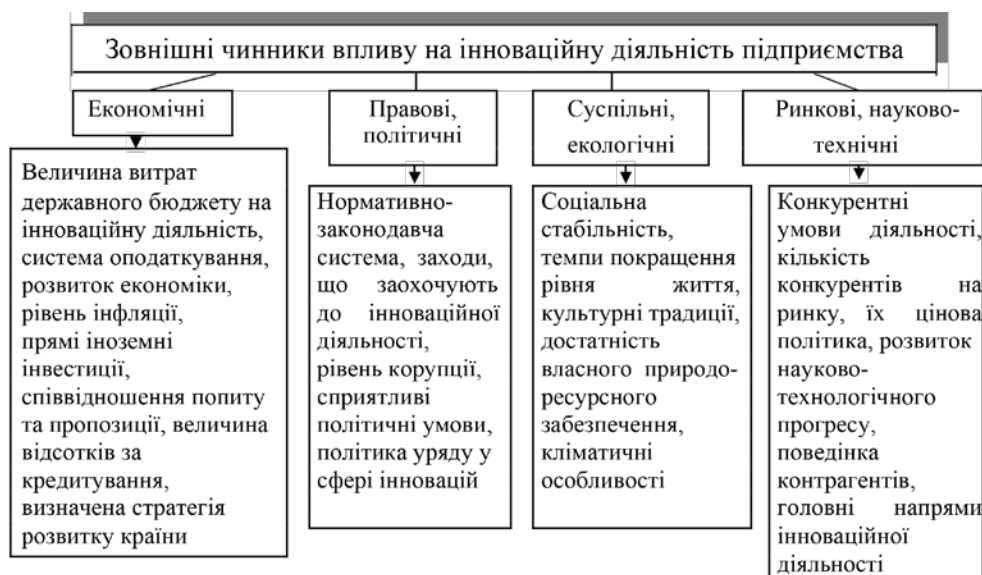 Зовнішні чинники впливу на інноваційну діяльність підприємства
Економічні
Величина витрат
державного бюджету на
інноваційну діяльність,
система оподаткування,
розвиток економіки,
рівень інфляції,
прямі іноземні
інвестиції,
співвідношення попиту
та пропозиції, величина
відсотків за
кредитування,
визначена стратегія
розвитку країни
Правові,
політичні
Нормативно-
законодавча
система, заходи,
що заохочують
до інноваційної
діяльності,
рівень корупції,
сприятливі
політичні умови,
політика уряду у
сфері інновацій
Суспільні,
екологічні
Соціальна
стабільність,
темпи покращення
рівня життя,
культурні традиції,
достатність
власного природо-
ресурсного
забезпечення,
кліматичні
особливості
Ринкові, науково-
технічні
Конкурентні
умови діяльності,
кількість
конкурентів на
ринку, їх цінова
політика, розвиток
науково-
технологічного
прогресу,
поведінка
контрагентів,
головні напрями
інноваційної
діяльності